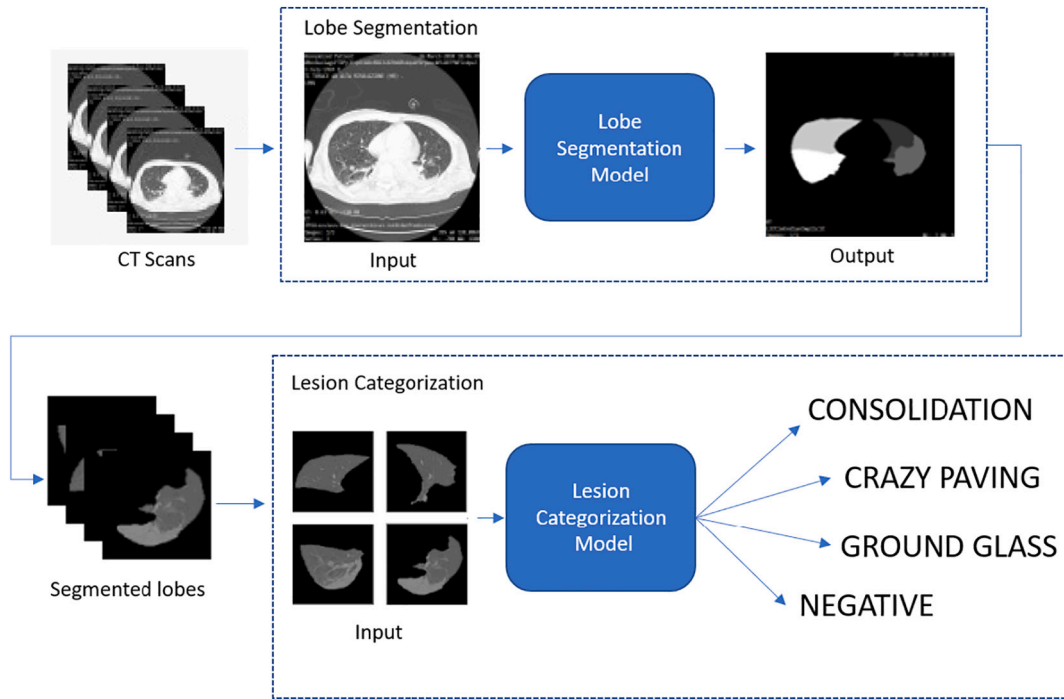 Lobe Segmentation
Lobe
Segmentation
Model
CT Scans
Input
Output
Lesion Categorization
CONSOLIDATION
CRAZY PAVING
Lesion
Categorization
Model
GROUND GLASS
Segmented lobes
NEGATIVE
Input